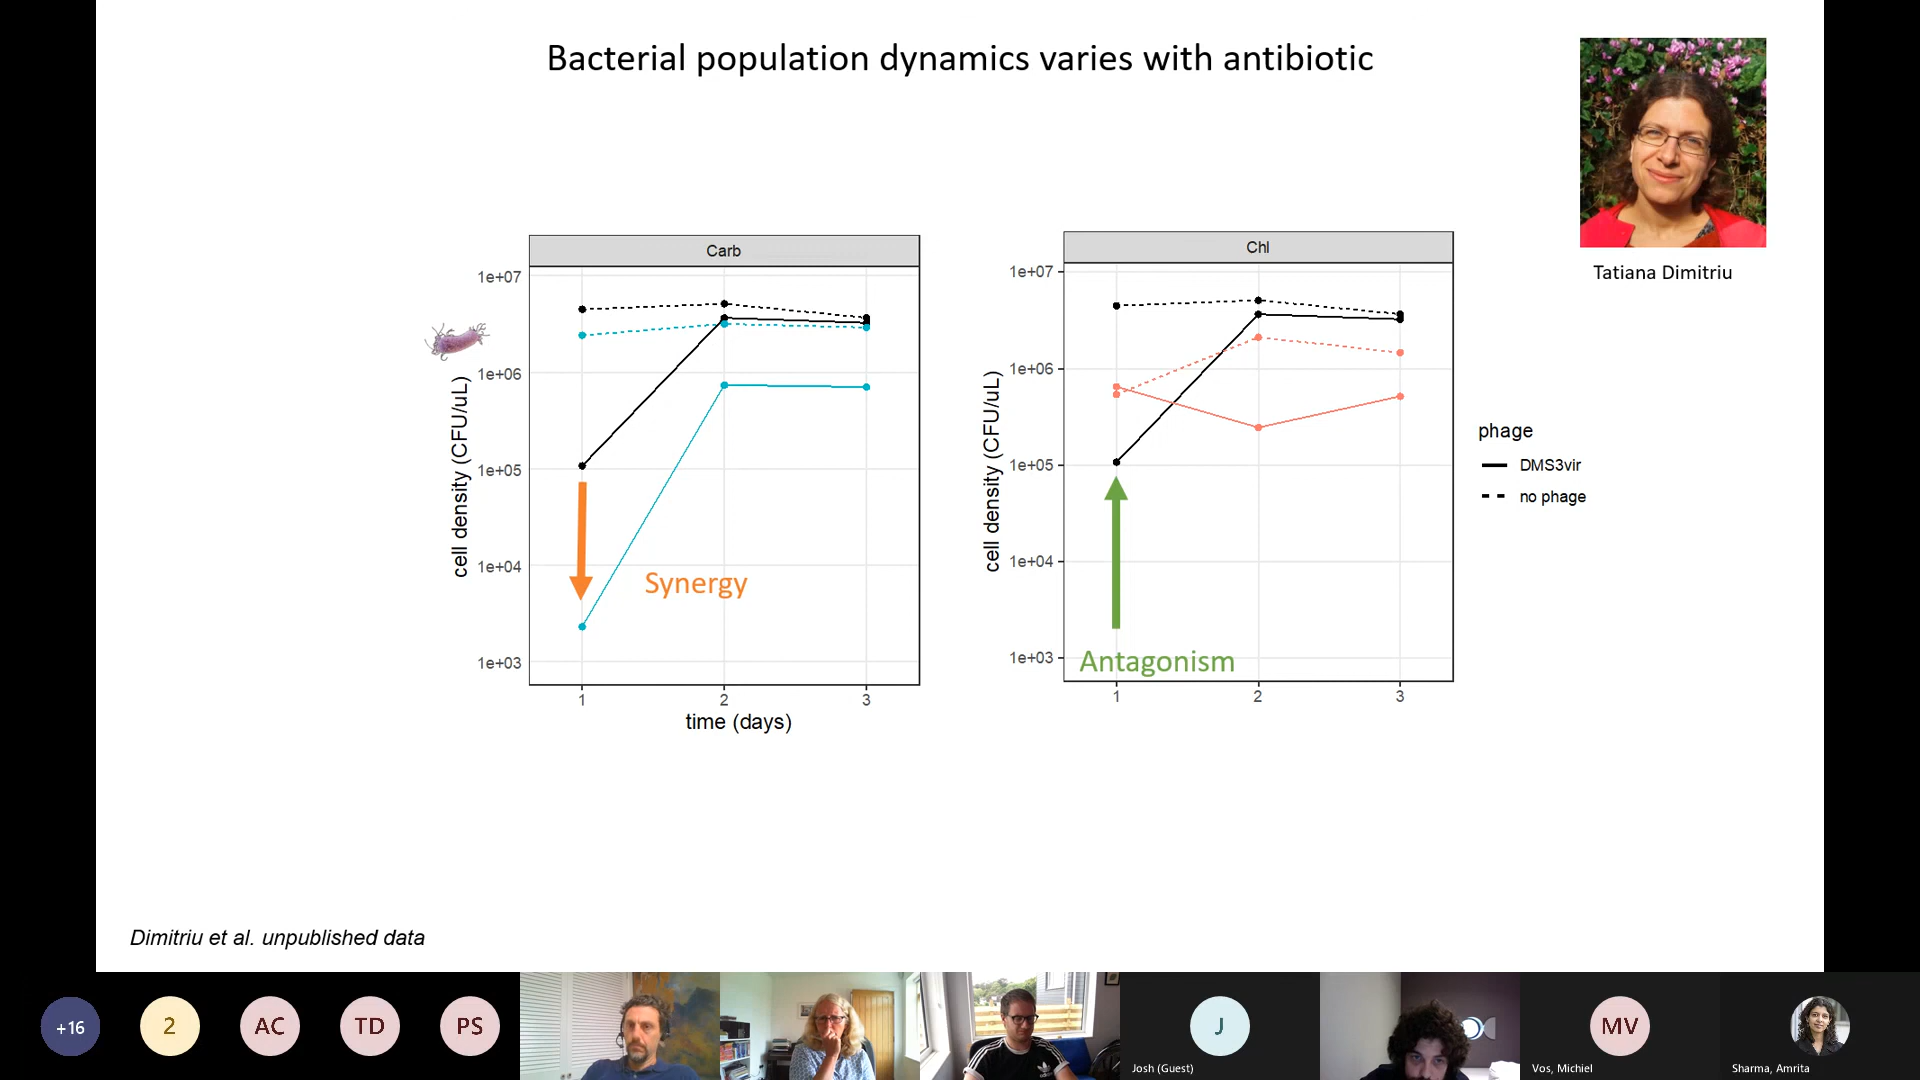 Bacterial population dynamics varies with antibiotic
Tatiana Dimitriu
Carb
1e+07
1e+06
1e+05
1e+04
1e+03
cell density (CFU/uL)
Synergy
1
2
3
time (days)
Chl
1e+07
1e+06
1e+05
1e+04
1e+03
cell density (CFU/uL)
Antagonism
1
2
3
phage
DMS3vir
no phage
Dimitriu et al. unpublished data
+16
2
AC
TD
PS
J
Josh (Guest)
MV
Vos, Michiel
Sharma, Amrita